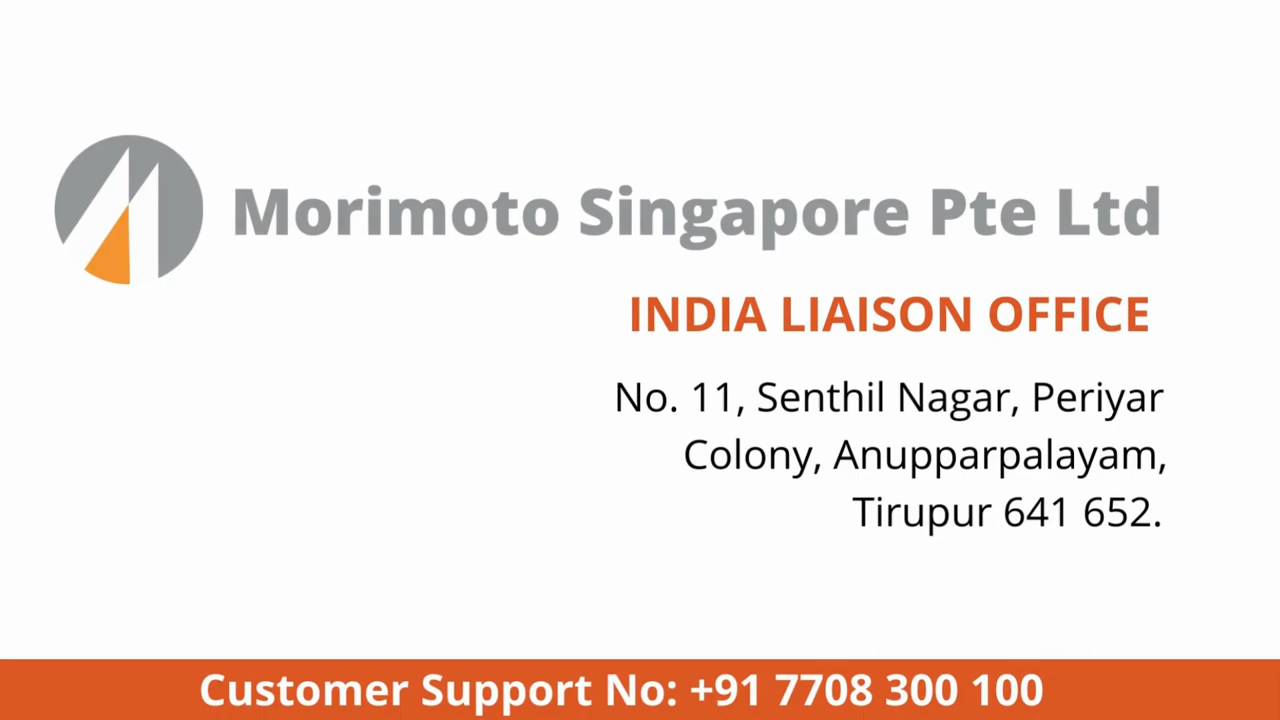 Morimoto Singapore Pte Ltd
INDIA LIAISON OFFICE
No. 11, Senthil Nagar, Periyar
Colony, Anupparpalayam,
Tirupur 641 652.
Customer Support No: +91 7708 300 100